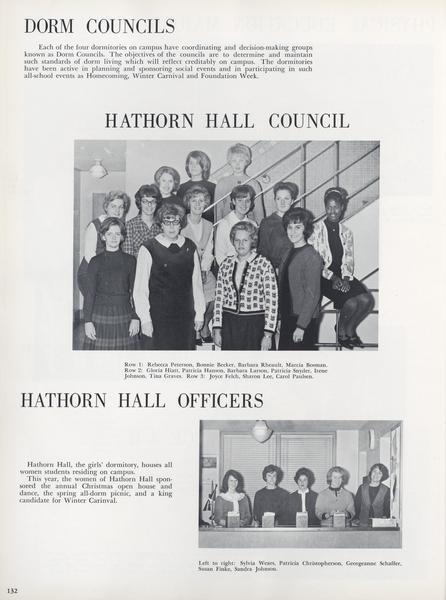 DORM COUNCILS
Each of the four dormitories on campus have coordinating and decision-making groups
known as Dorm Councils. The objectives of the councils are to determine and maintain
such standards of dorm living which will reflect creditably on campus. The dormitories
have been active in planning and sponsoring social events and in participating in such
all-school events as Homecoming, Winter Carnival and Foundation Week.
HATHORN HALL COUNCIL
Row 1: Rebecca Peterson, Bonnie Becker, Barbara Rheault, Marcia Bosman.
Row 2: Gloria Hiatt, Patricia Hanson, Barbara Larson, Patricia Snyder, Irene
Johnson, Tina Graves. Row 3: Joyce Felch, Sharon Lee, Carol Paulsen.
HATHORN HALL OFFICERS
Hathorn Hall, the girls' dormitory, houses all
women students residing on campus.
This year, the women of Hathorn Hall spon-
sored the annual Christmas open house and
dance, the spring all-dorm picnic, and a king
candidate for Winter Carinval.
Left to right: Sylvia Weaes, Patricia Christopherson, Georgeanne Schaffer,
Susan Finke, Sandra Johnson.
132